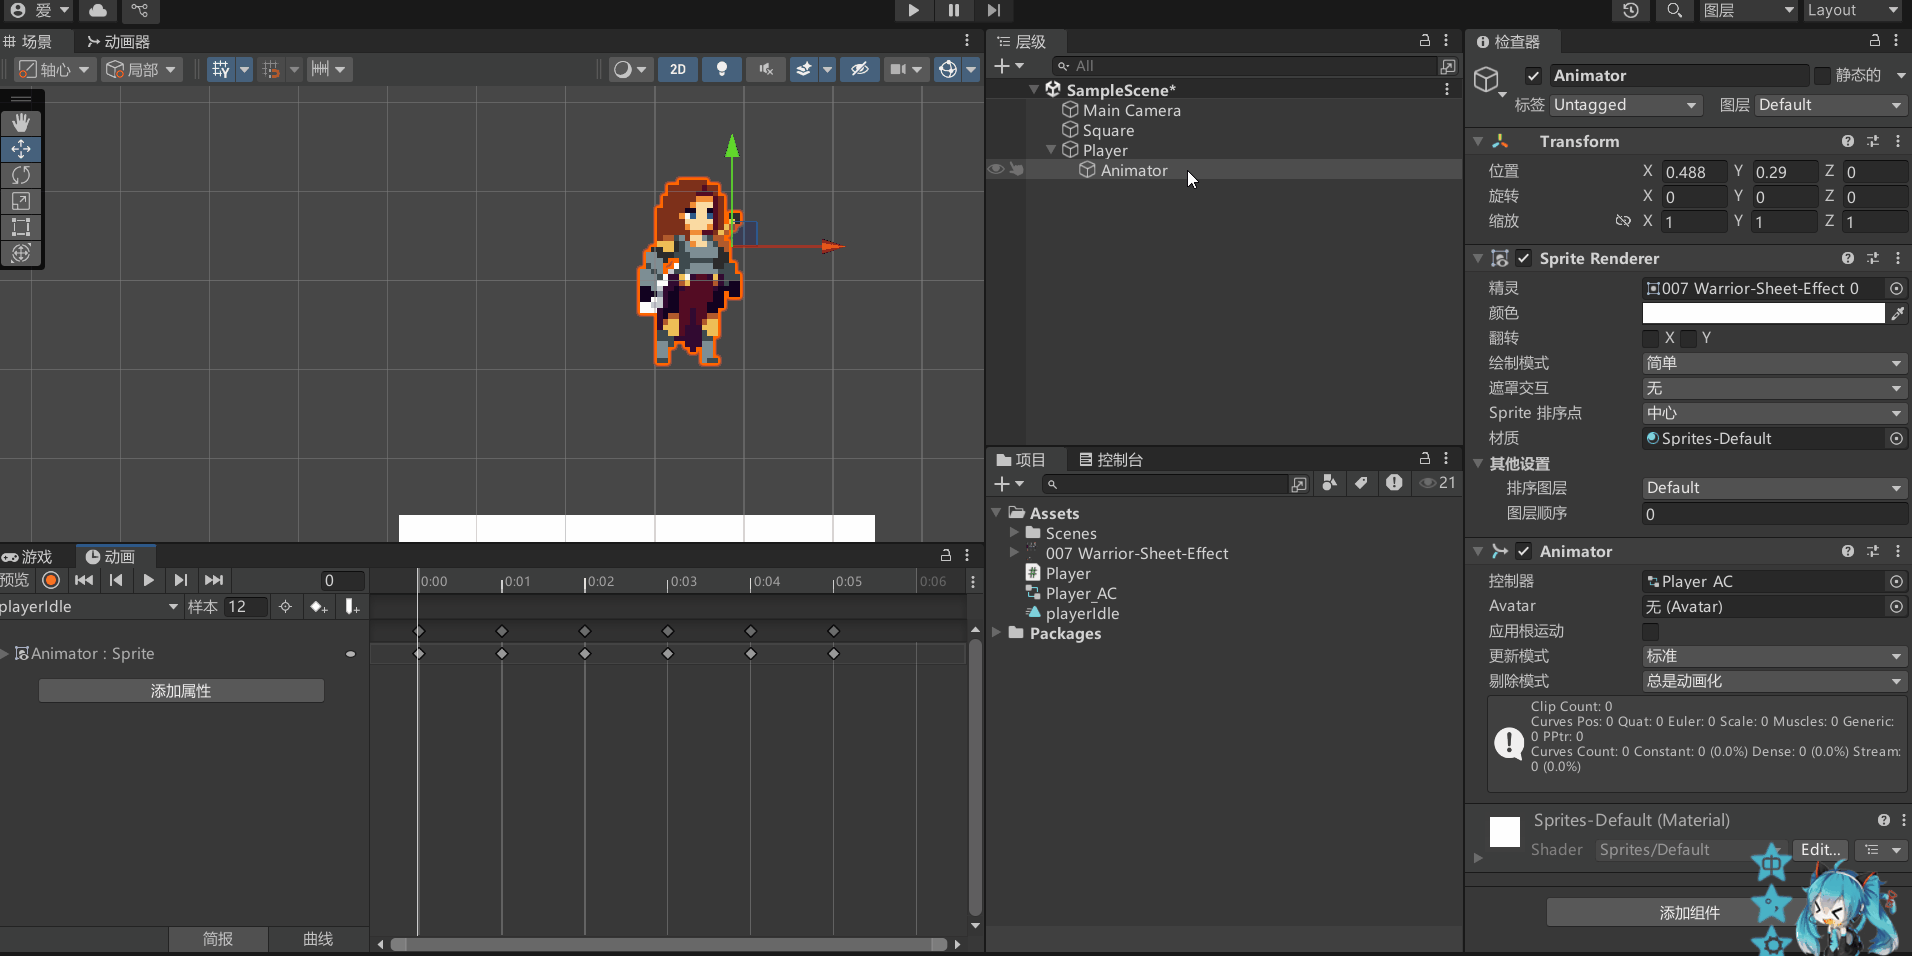 爱
图层
Layout
场景
动画器
轴心
局部
2D
层级
All
SampleScene*
Main Camera
Square
Player
Animator
检查器
Animator
静态的
标签 Untagged 图层 Default
Transform
位置 X 0.488 Y 0.29 Z 0
旋转 X 0 Y 0 Z 0
缩放 X 1 Y 1 Z 1
Sprite Renderer
精灵 007 Warrior-Sheet-Effect 0
颜色
翻转 X Y
绘制模式 简单
遮罩交互 无
Sprite 排序点 中心
材质 Sprites-Default
其他设置
排序图层 Default
图层顺序 0
Animator
控制器 Player AC
Avatar 无 (Avatar)
应用根运动
更新模式 标准
剔除模式 总是动画化
Clip Count: 0
Curves Pos: 0 Quat: 0 Euler: 0 Scale: 0 Muscles: 0 Generic:
0 PPtr: 0
Curves Count: 0 Constant: 0 (0.0%) Dense: 0 (0.0%) Stream:
0 (0.0%)
Sprites-Default (Material)
Shader Sprites/Default Edit...
添加组件
项目
控制台
21
Assets
Scenes
007 Warrior-Sheet-Effect
Player
Player_AC
playerIdle
Packages
游戏
动画
预览 0
0:00 0:01 0:02 0:03 0:04 0:05 0:06
playerIdle 样本 12
Animator : Sprite
添加属性
简报 曲线